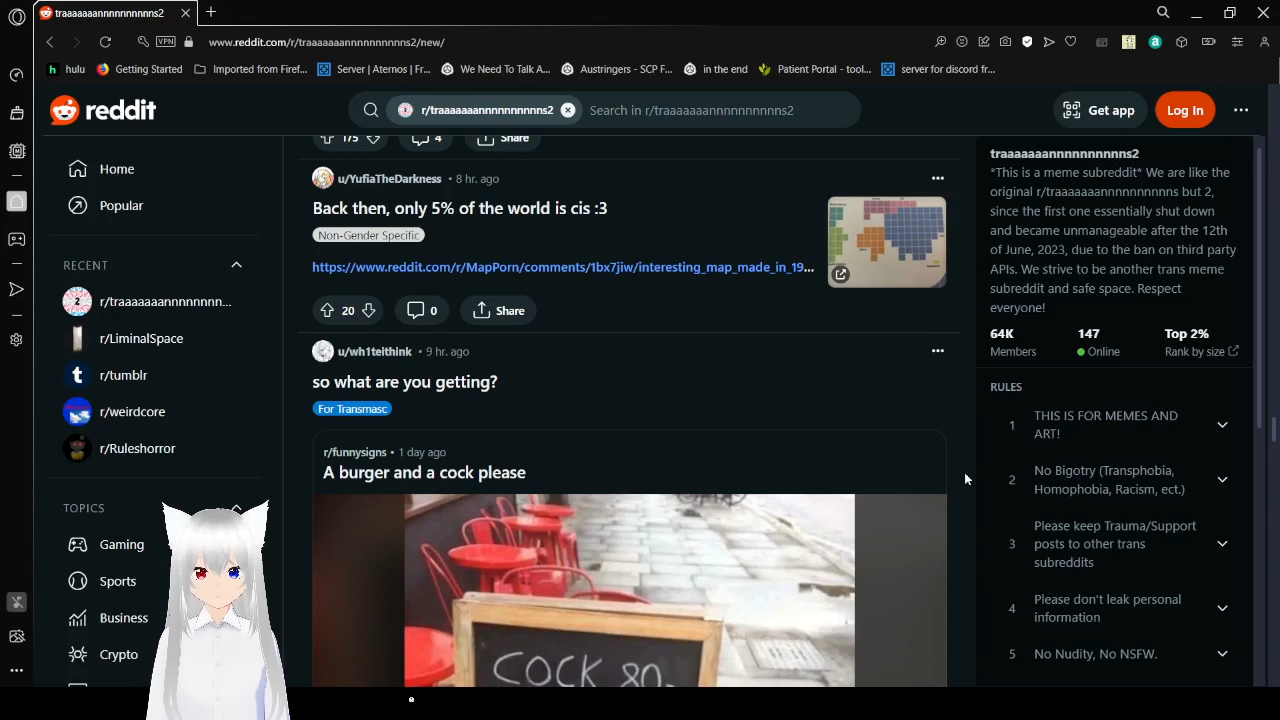 traaaaaaannnnnnnnnns2
VPN
www.reddit.com/r/traaaaaaannnnnnnnnns2/new/
hulu
Getting Started
Imported from Firef...
Server | Aternos | Fr...
We Need To Talk A...
Austringers - SCP F...
in the end
Patient Portal - tool...
server for discord fr...
reddit
r/traaaaaaannnnnnnnnns2
Search in r/traaaaaaannnnnnnnnns2
Get app
Log In
Home
Popular
RECENT
r/traaaaaaannnnnnn...
r/LiminalSpace
r/tumblr
r/weirdcore
r/Ruleshorror
TOPICS
Gaming
Sports
Business
Crypto
175
4
Share
u/YufiaTheDarkness • 8 hr. ago
Back then, only 5% of the world is cis :3
Non-Gender Specific
https://www.reddit.com/r/MapPorn/comments/1bx7jiw/interesting_map_made_in_19...
20
0
Share
u/wh1teithink • 9 hr. ago
so what are you getting?
For Transmasc
r/funnysigns • 1 day ago
A burger and a cock please
COCK 80
traaaaaaannnnnnnnnns2
*This is a meme subreddit* We are like the
original r/traaaaaaannnnnnnnnns but 2,
since the first one essentially shut down
and became unmanageable after the 12th
of June, 2023, due to the ban on third party
APIs. We strive to be another trans meme
subreddit and safe space. Respect
everyone!
64K
Members
147
Online
Top 2%
Rank by size
RULES
1
THIS IS FOR MEMES AND
ART!
2
No Bigotry (Transphobia,
Homophobia, Racism, ect.)
3
Please keep Trauma/Support
posts to other trans
subreddits
4
Please don't leak personal
information
5
No Nudity, No NSFW.